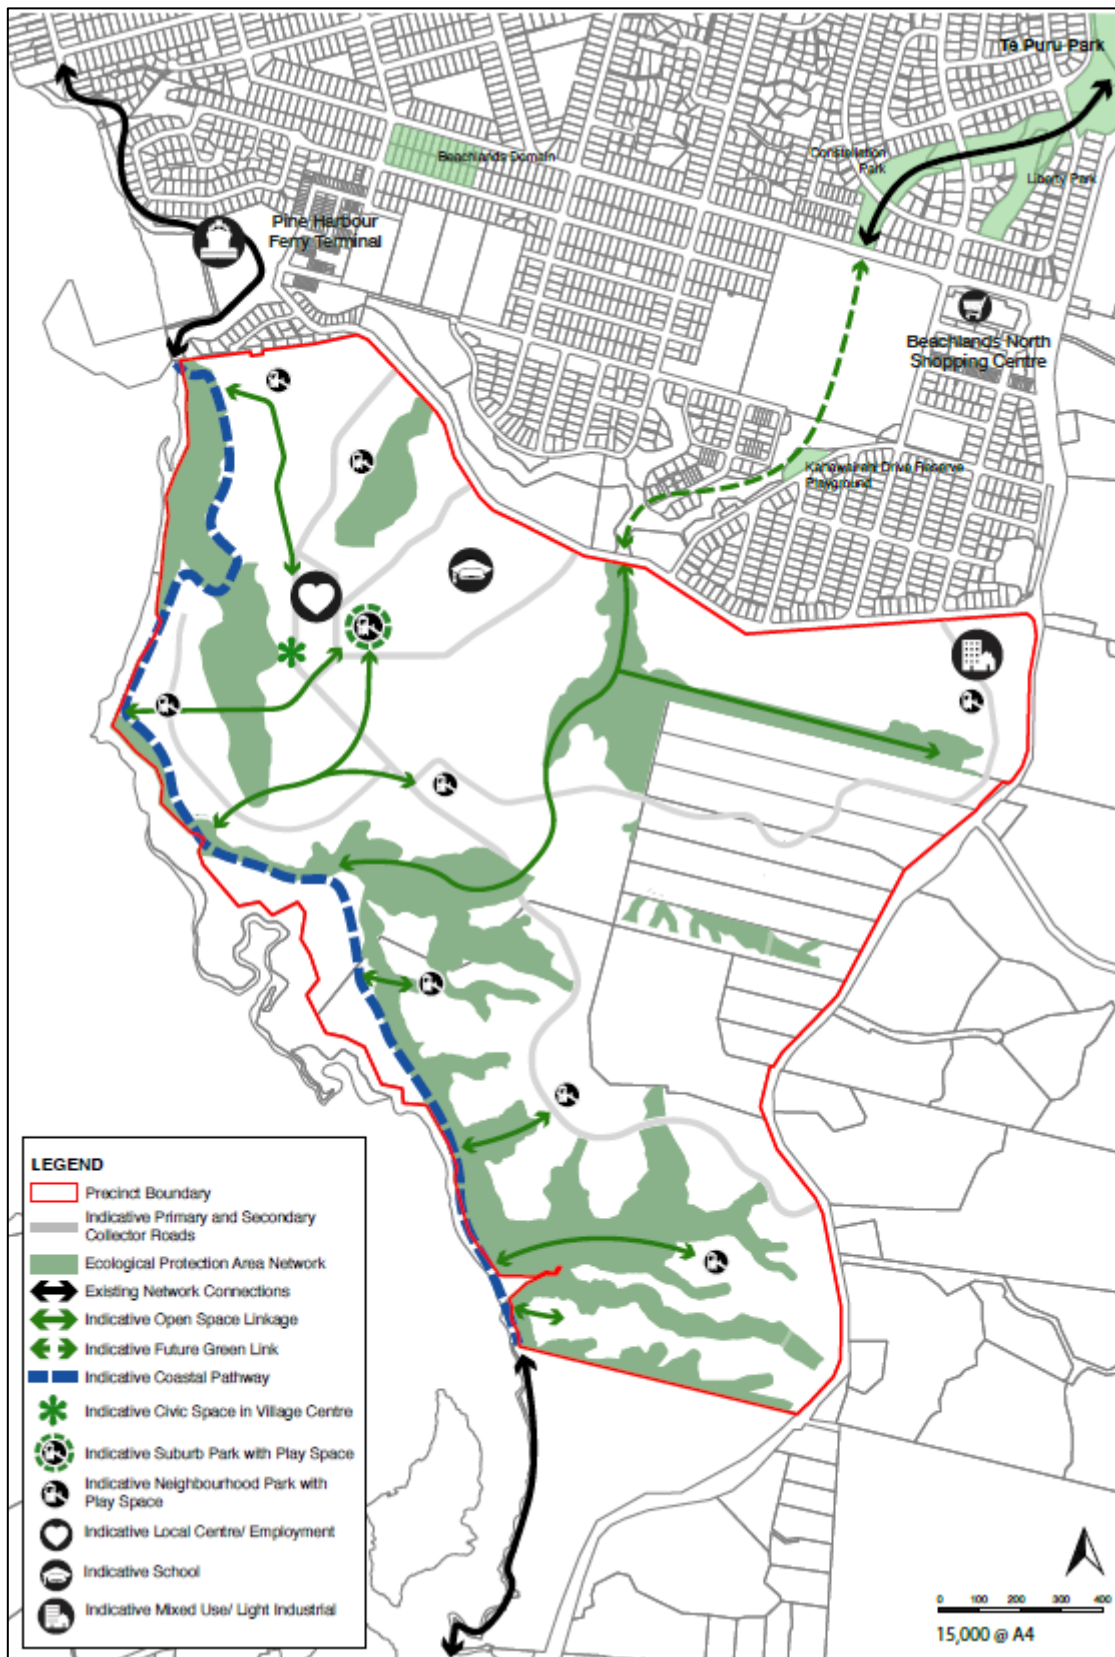 Te Puru Park
Beachlands Domain
Constellation
Park
Liberty Park
Pine Harbour
Ferry Terminal
Beachlands North
Shopping Centre
Kahawairahi Drive Reserve
Playground
LEGEND
Precinct Boundary
Indicative Primary and Secondary
Collector Roads
Ecological Protection Area Network
Existing Network Connections
Indicative Open Space Linkage
Indicative Future Green Link
Indicative Coastal Pathway
Indicative Civic Space in Village Centre
Indicative Suburb Park with Play Space
Indicative Neighbourhood Park with
Play Space
Indicative Local Centre/ Employment
Indicative School
Indicative Mixed Use/ Light Industrial
0 100 200 300 400
15,000 @ A4